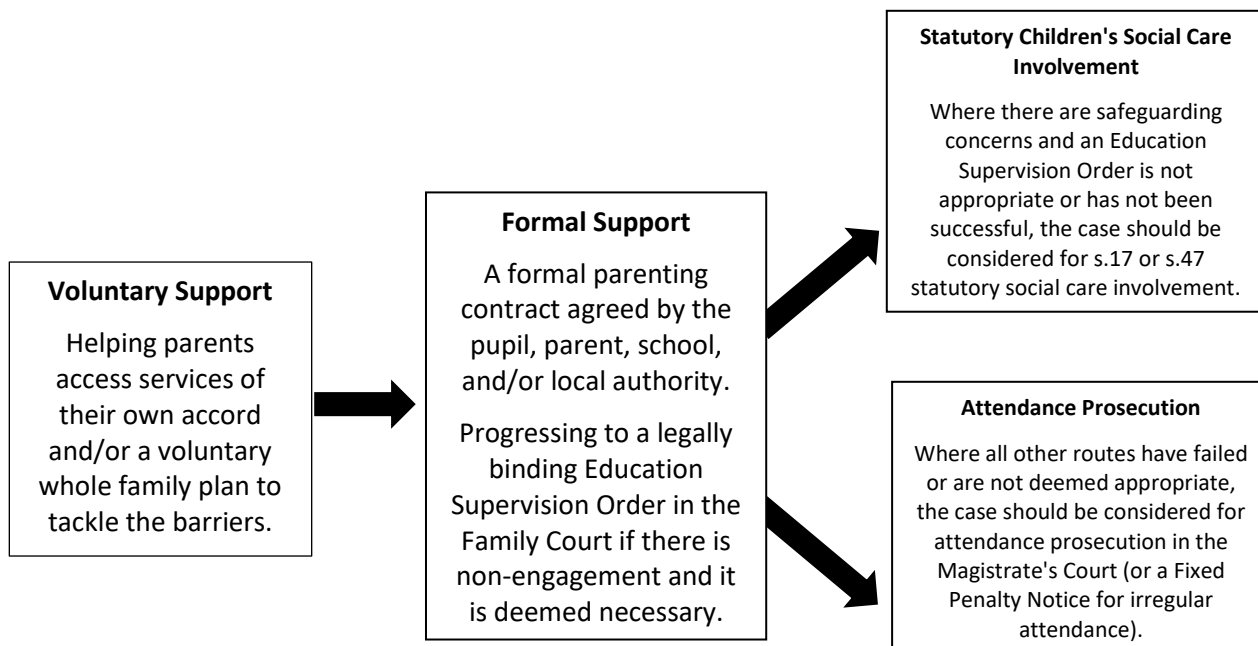 Voluntary Support
Helping parents
access services of
their own accord
and/or a voluntary
whole family plan to
tackle the barriers.
Formal Support
A formal parenting
contract agreed by the
pupil, parent, school,
and/or local authority.
Progressing to a legally
binding Education
Supervision Order in the
Family Court if there is
non-engagement and it
is deemed necessary.
Statutory Children's Social Care
Involvement
Where there are safeguarding
concerns and an Education
Supervision Order is not
appropriate or has not been
successful, the case should be
considered for s.17 or s.47
statutory social care involvement.
Attendance Prosecution
Where all other routes have failed
or are not deemed appropriate,
the case should be considered for
attendance prosecution in the
Magistrate's Court (or a Fixed
Penalty Notice for irregular
attendance).